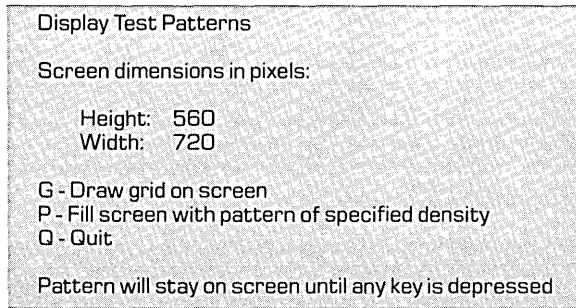 Display Test Patterns
Screen dimensions in pixels:
Height: 560
Width: 720
G - Draw grid on screen
P - Fill screen with pattern of specified density
Q - Quit
Pattern will stay on screen until any key is depressed